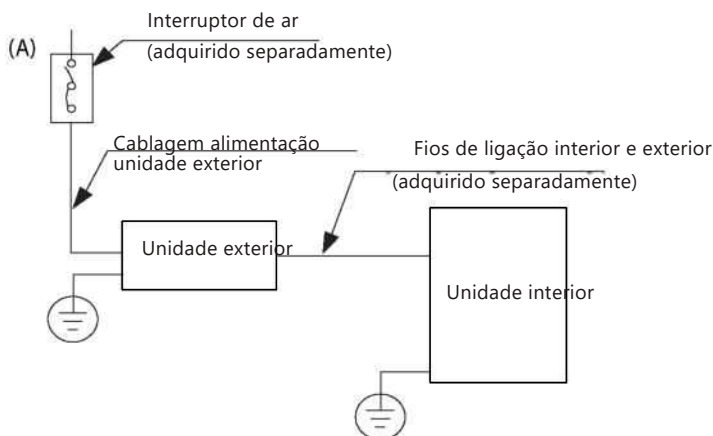 (A)
Interruptor de ar
(adquirido separadamente)
Cablagem alimentação
unidade exterior
Fios de ligação interior e exterior
(adquirido separadamente)
Unidade exterior
Unidade interior